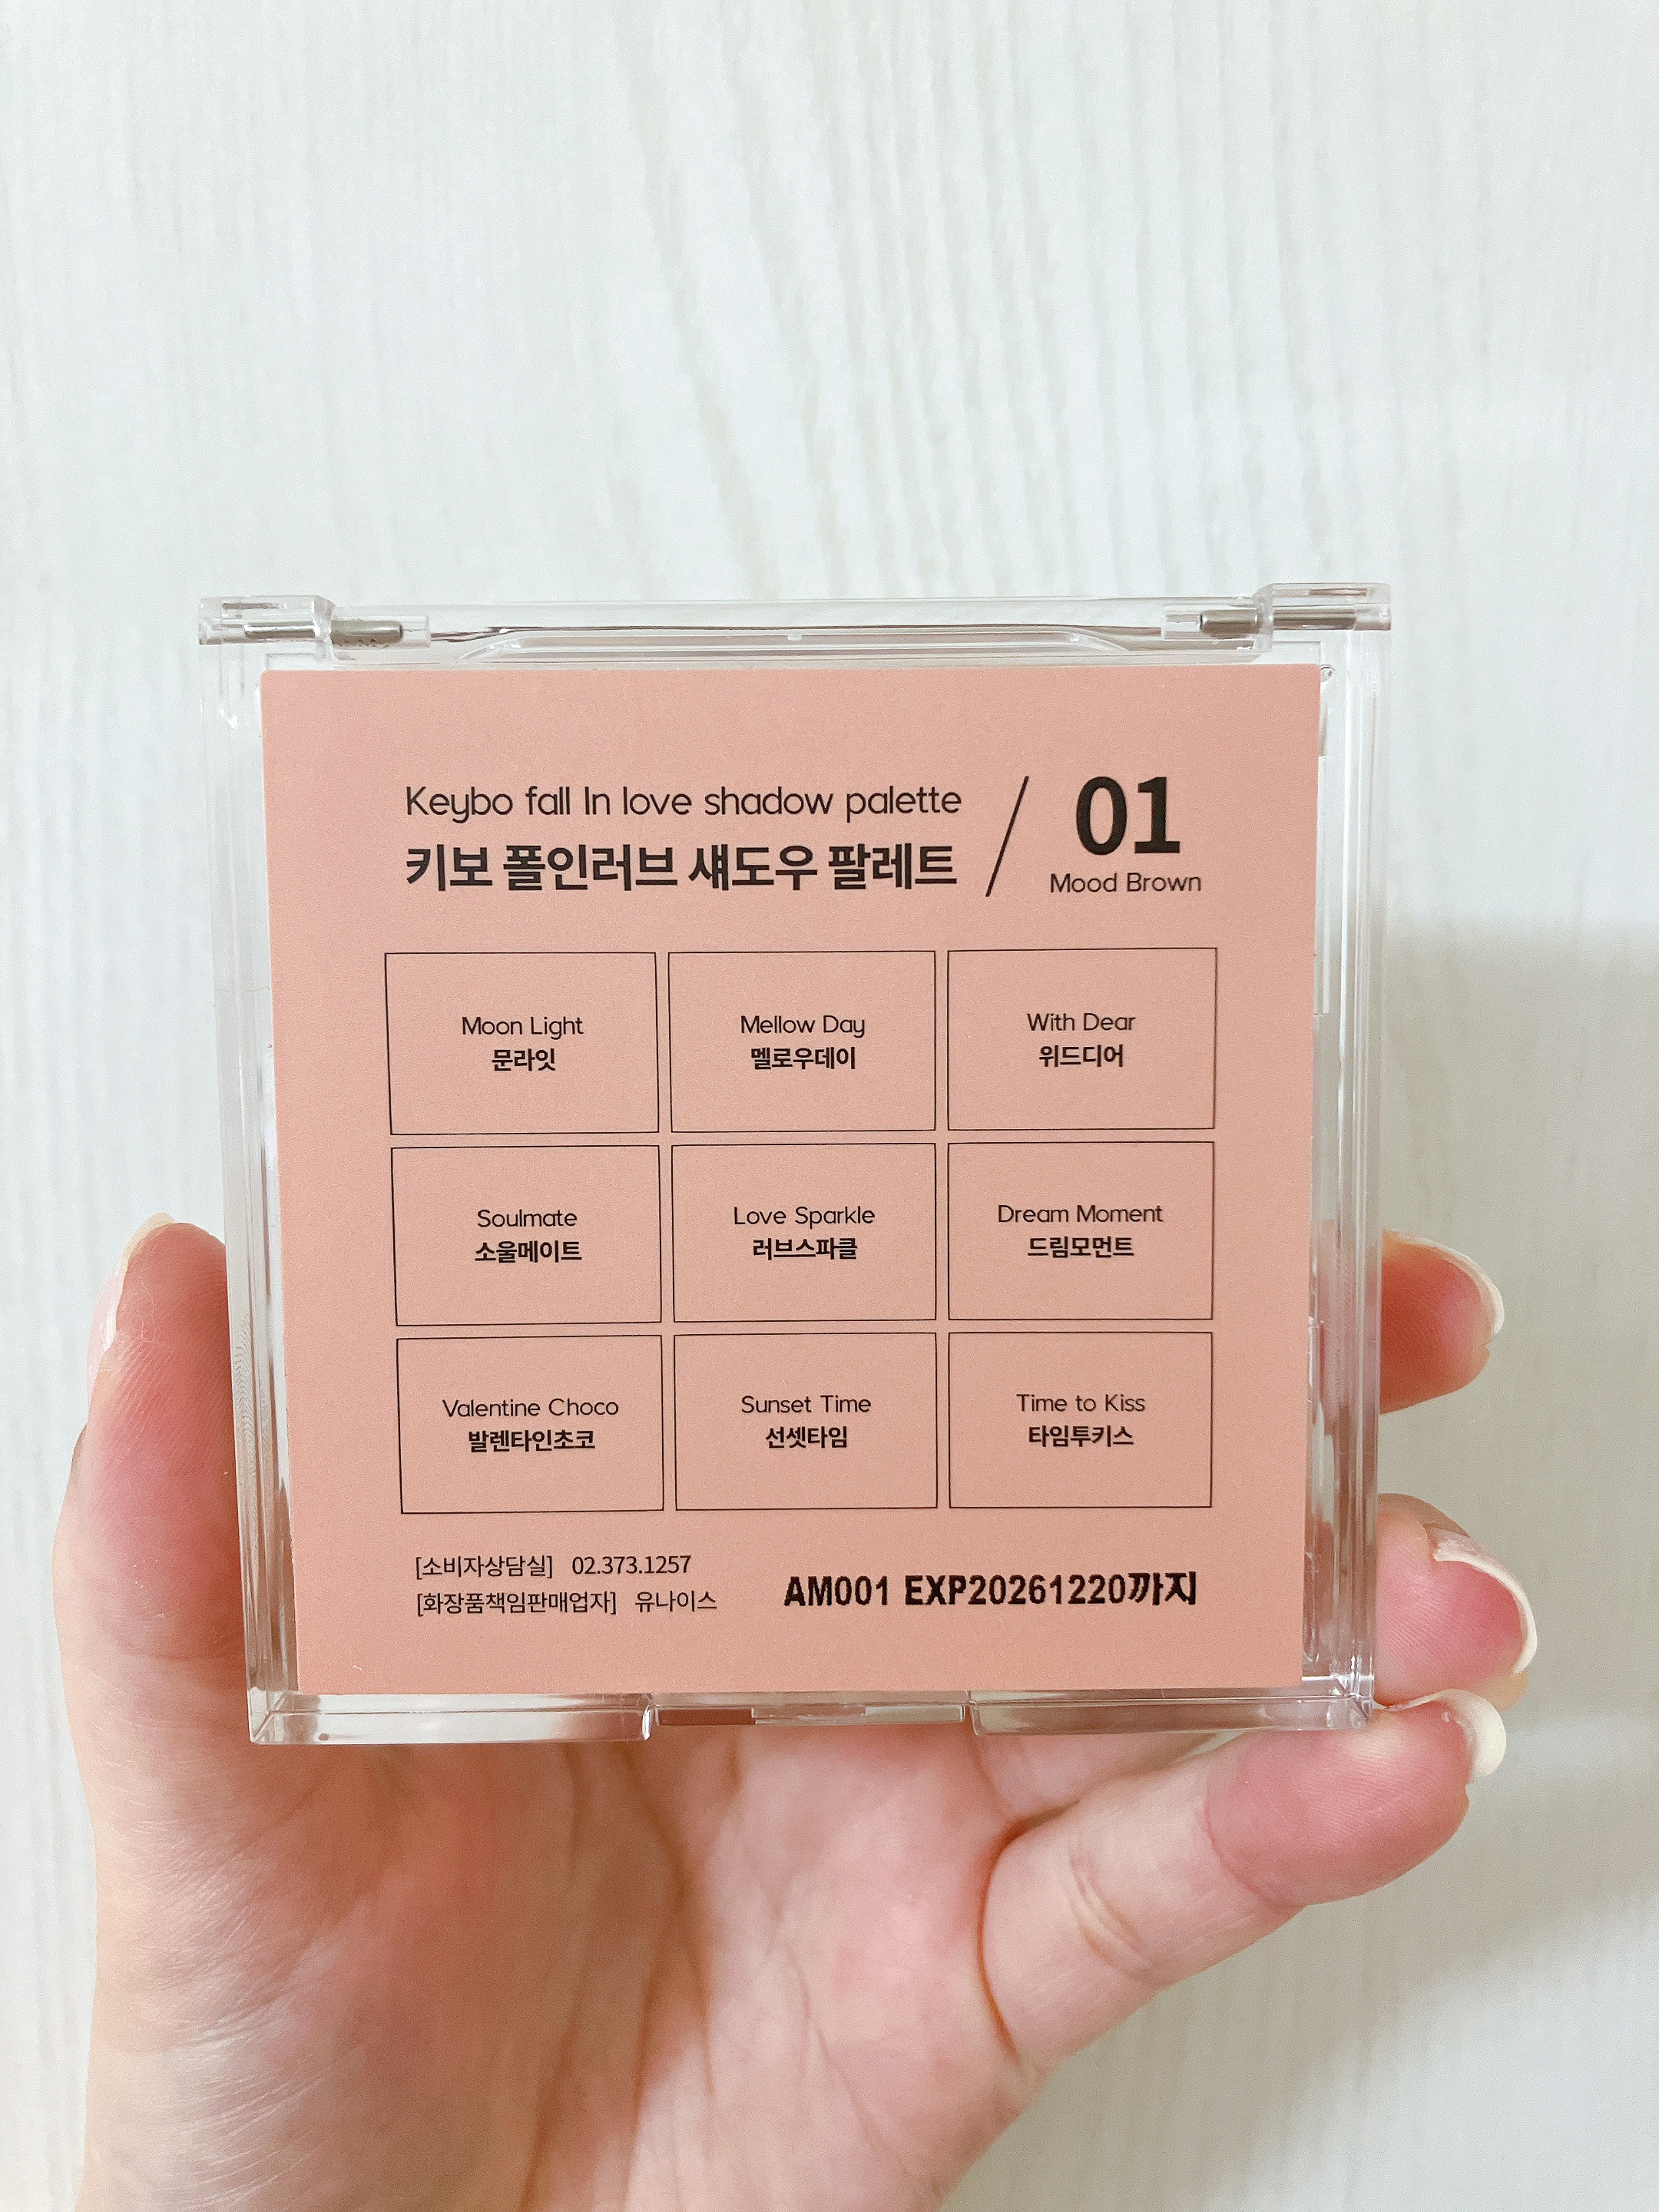 Keybo fall In love shadow palette
키보 폴인러브 섀도우 팔레트
01
Mood Brown
Moon Light
문라잇
Mellow Day
멜로우데이
With Dear
위드디어
Soulmate
소울메이트
Love Sparkle
러브스파클
Dream Moment
드림모먼트
Valentine Choco
발렌타인초코
Sunset Time
선셋타임
Time to Kiss
타임투키스
[소비자상담실] 02.373.1257
[화장품책임판매업자] 유나이스
AM001 EXP20261220까지